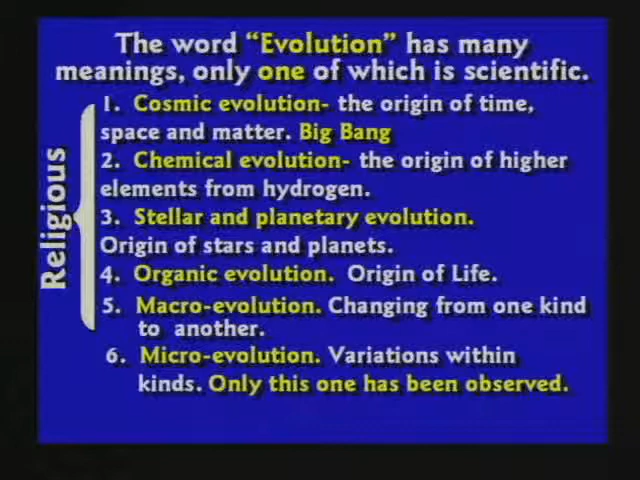 The word "Evolution" has many
meanings, only one of which is scientific.
1. Cosmic evolution- the origin of time,
space and matter. Big Bang
2. Chemical evolution- the origin of higher
elements from hydrogen.
3. Stellar and planetary evolution.
Origin of stars and planets.
4. Organic evolution. Origin of Life.
5. Macro-evolution. Changing from one kind
to another.
6. Micro-evolution. Variations within
kinds. Only this one has been observed.
Religious